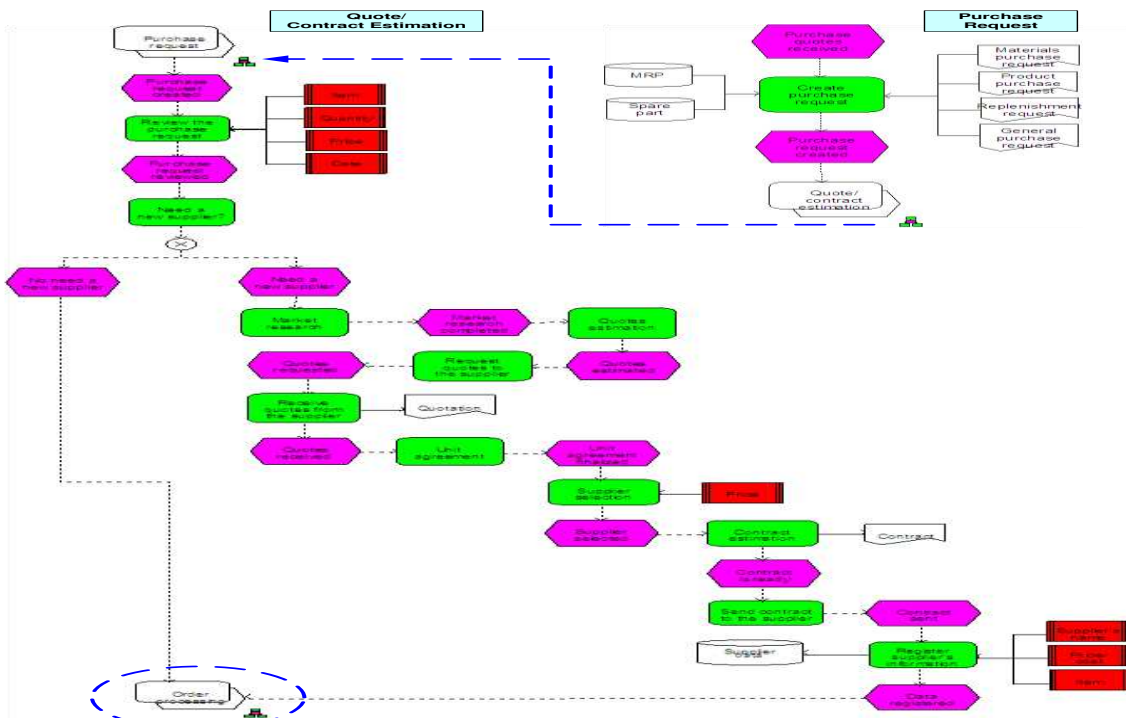 Quote/
Contract Estimation
Purchase
Request
Purchase
request
Purchase
quotes
received
Materials
purchase
request
MRP
Purchase
request
created
Create
purchase
request
Product
purchase
request
Item
Spare
part
Replenishment
request
Quantity
Review the
purchase
request
Price
Purchase
request
created
General
purchase
request
Date
Purchase
request
reviewed
Quote/
contract
estimation
Need a
new supplier?
No need a
new supplier
Need a
new supplier
Market
research
Market
research
completed
Quotes
estimation
Quotes
requested
Request
quotes to
the supplier
Quotes
estimated
Receive
quotes from
the supplier
Quotation
Quotes
received
Unit
agreement
Unit
agreement
Supplier
selection
Price
Supplier
selected
Contract
estimation
Contract
Contract
Send contract
to the supplier
Contract
sent
Supplier's
name
Supplier
data
Register
supplier's
information
Item
Order
processing
Data
registered